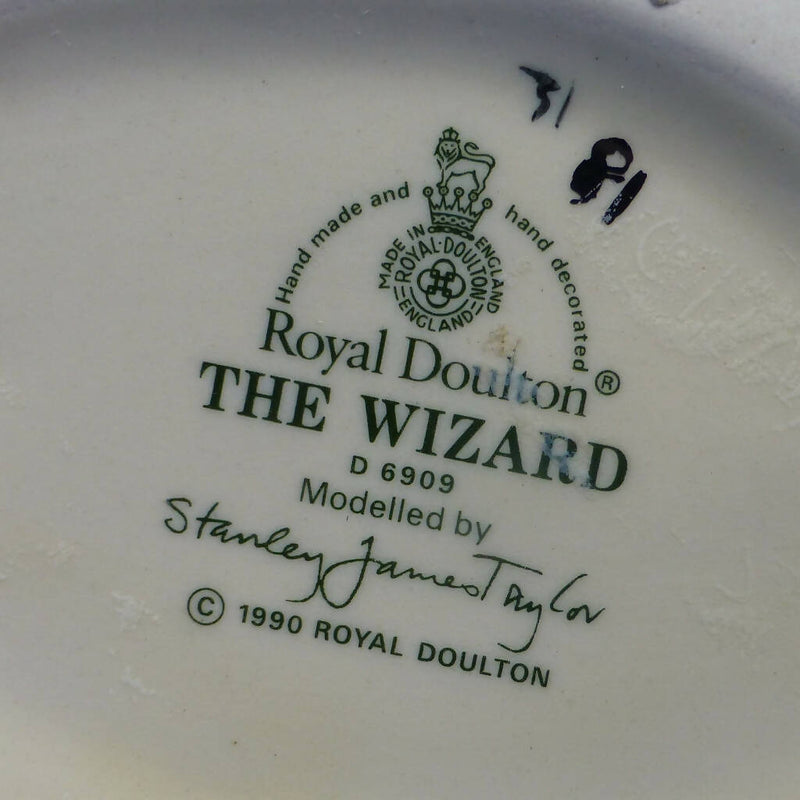 31
81
Hand made and hand decorated
MADE IN ENGLAND
ROYAL·DOULTON
ENGLAND
Royal Doulton®
THE WIZARD
D 6909
Modelled by
Stanley James Taylor
© 1990 ROYAL DOULTON